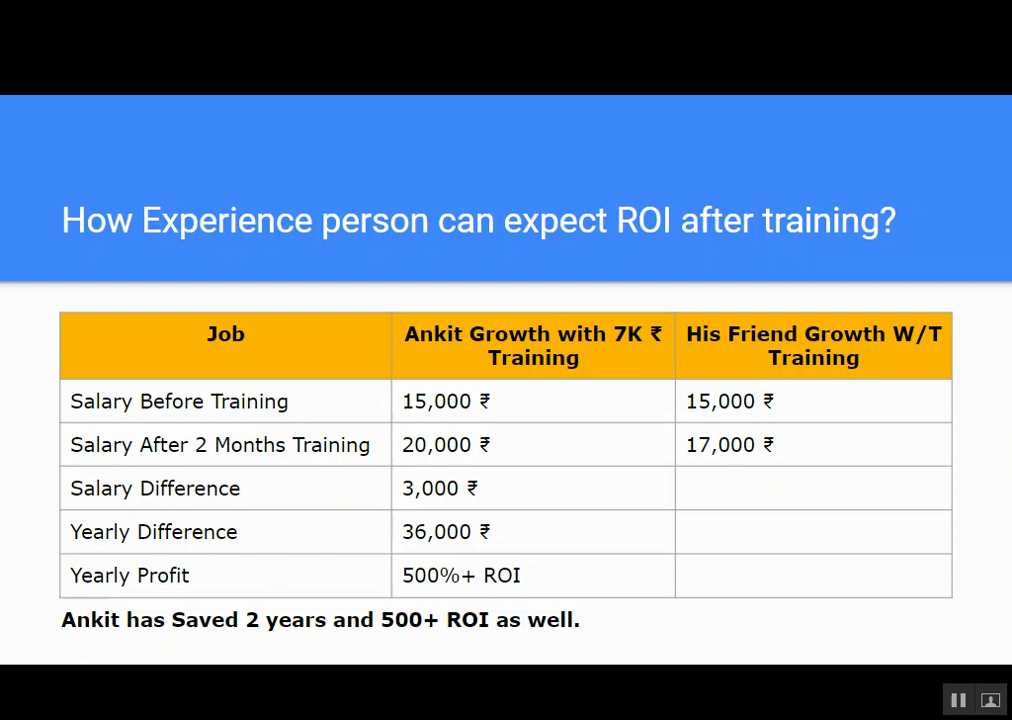 How Experience person can expect ROI after training?
Job
Ankit Growth with 7K ₹
Training
His Friend Growth W/T
Training
Salary Before Training
15,000 ₹
15,000 ₹
Salary After 2 Months Training
20,000 ₹
17,000 ₹
Salary Difference
3,000 ₹
Yearly Difference
36,000 ₹
Yearly Profit
500%+ ROI
Ankit has Saved 2 years and 500+ ROI as well.